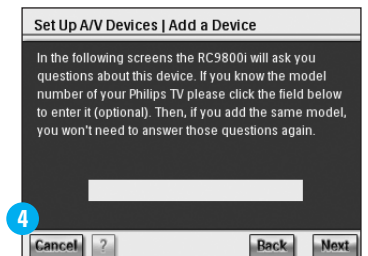 Set Up A/V Devices | Add a Device
In the following screens the RC9800i will ask you
questions about this device. If you know the model
number of your Philips TV please click the field below
to enter it (optional). Then, if you add the same model,
you won't need to answer those questions again.
4
Cancel ? Back Next